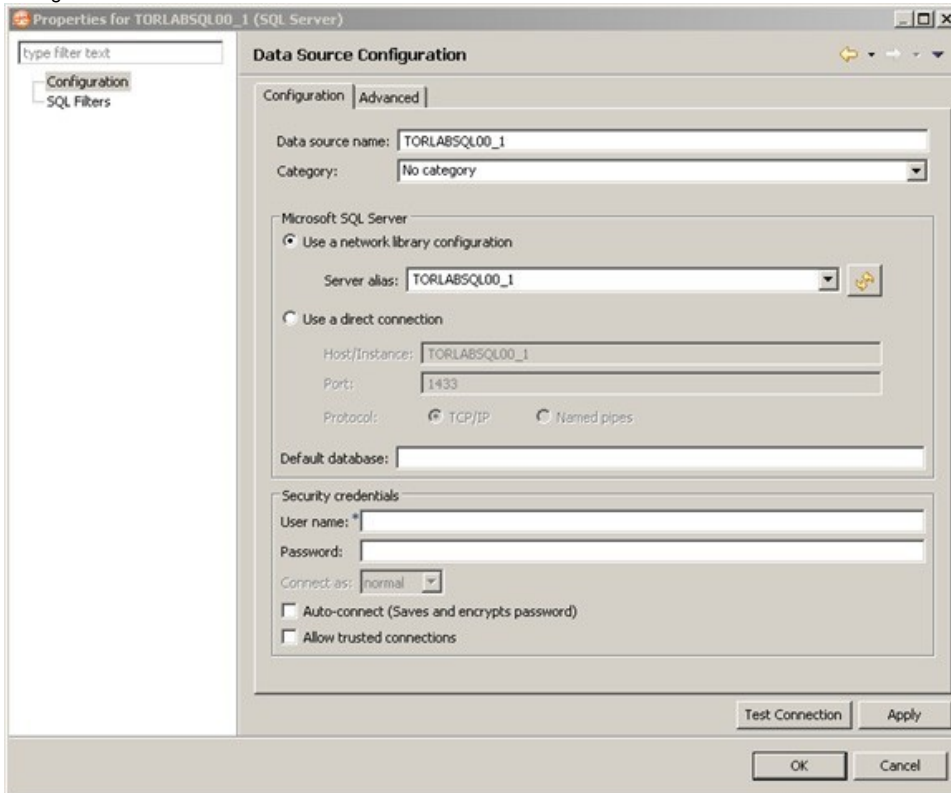 Properties for TORLABSQL00_1 (SQL Server)
type filter text
Configuration
SQL Filters
Data Source Configuration
Configuration
Advanced
Data source name: TORLABSQL00_1
Category: No category
Microsoft SQL Server
Use a network library configuration
Server alias: TORLABSQL00_1
Use a direct connection
Host/Instance: TORLABSQL00_1
Port: 1433
Protocol: TCP/IP Named pipes
Default database:
Security credentials
User name: *
Password:
Connect as: normal
Auto-connect (Saves and encrypts password)
Allow trusted connections
Test Connection Apply
OK Cancel